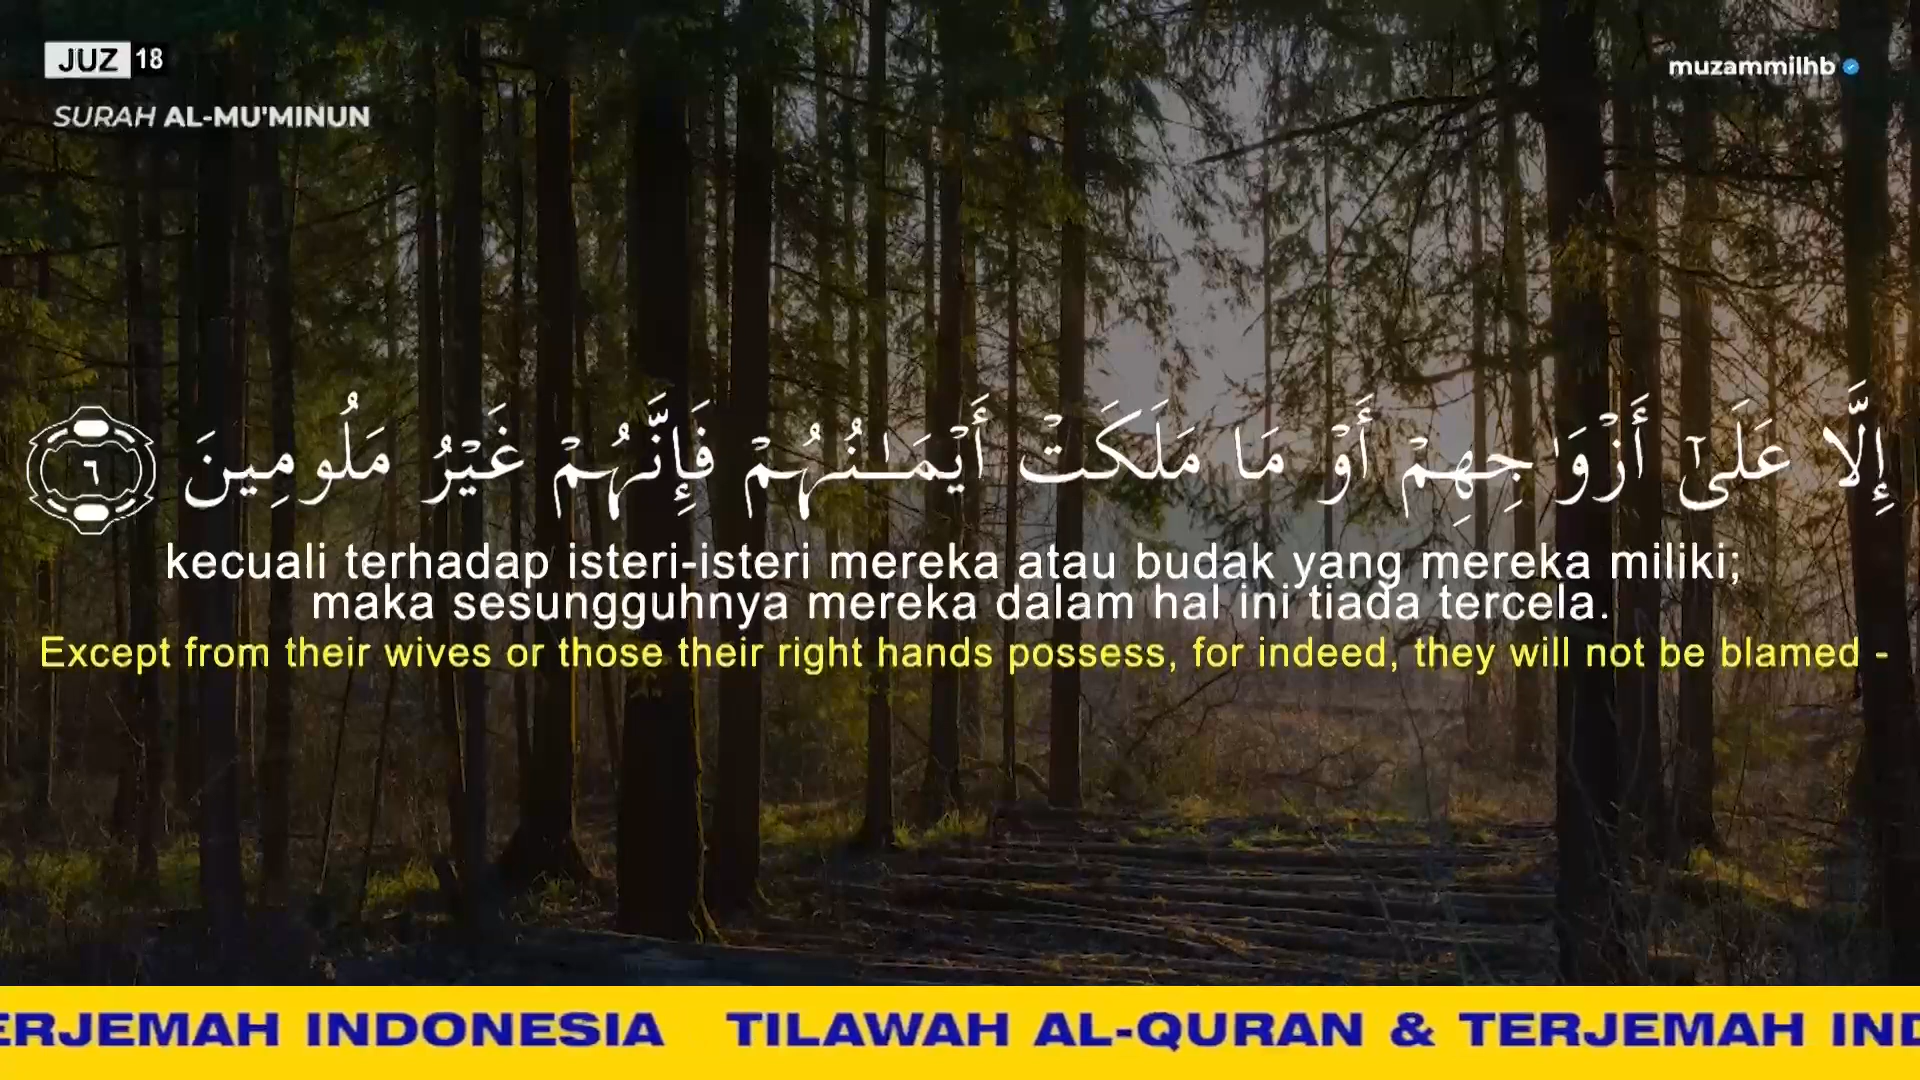 JUZ 18
muzammilhb
SURAH AL-MU'MINUN
إِلَّا عَلَىٰٓ أَزْوَٰجِهِمْ أَوْ مَا مَلَكَتْ أَيْمَـٰنُهُمْ فَإِنَّهُمْ غَيْرُ مَلُومِينَ ٦
kecuali terhadap isteri-isteri mereka atau budak yang mereka miliki;
maka sesungguhnya mereka dalam hal ini tiada tercela.
Except from their wives or those their right hands possess, for indeed, they will not be blamed -
ERJEMAH INDONESIA TILAWAH AL-QURAN & TERJEMAH IND